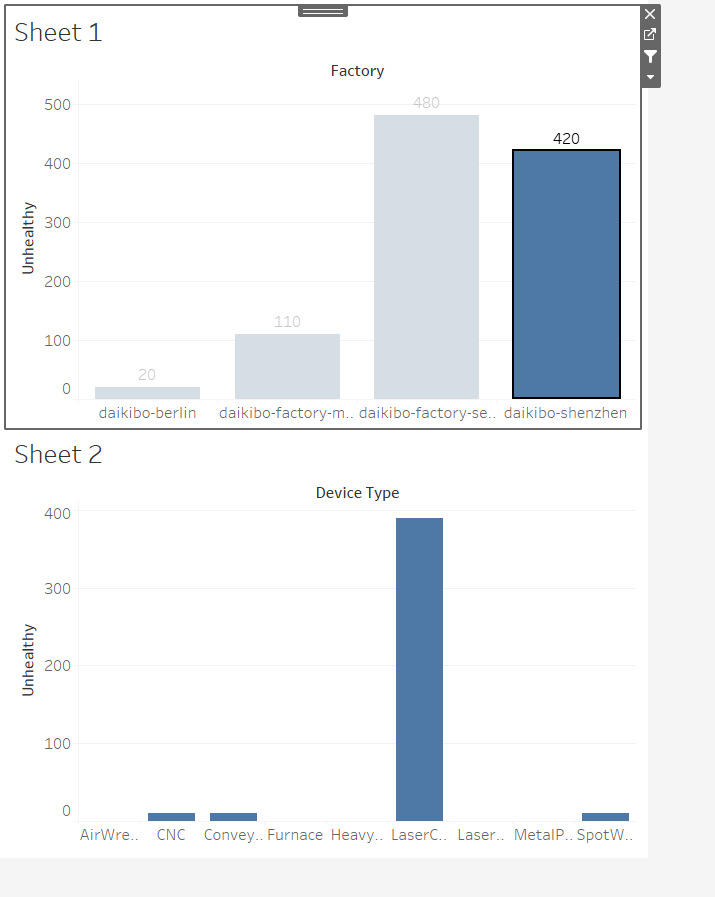 Sheet 1
Factory
500
480
420
400
300
200
110
100
20
0
Unhealthy
daikibo-berlin daikibo-factory-m.. daikibo-factory-se.. daikibo-shenzhen
Sheet 2
Device Type
400
300
200
100
0
Unhealthy
AirWre.. CNC Convey.. Furnace Heavy.. LaserC.. Laser.. MetalP.. SpotW..